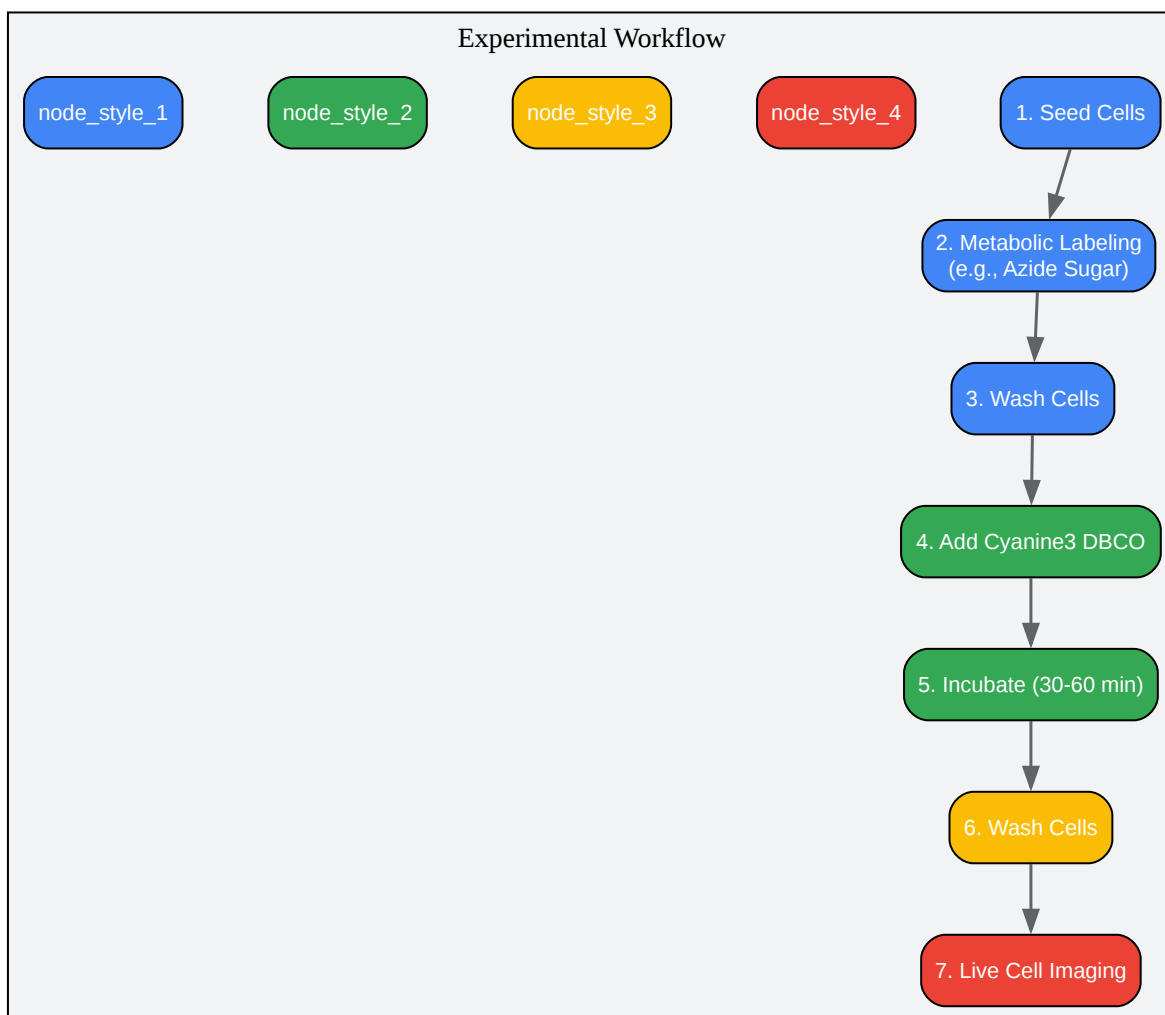 Experimental Workflow
node_style_1
node_style_2
node_style_3
node_style_4
1. Seed Cells
2. Metabolic Labeling
(e.g., Azide Sugar)
3. Wash Cells
4. Add Cyanine3 DBCO
5. Incubate (30-60 min)
6. Wash Cells
7. Live Cell Imaging